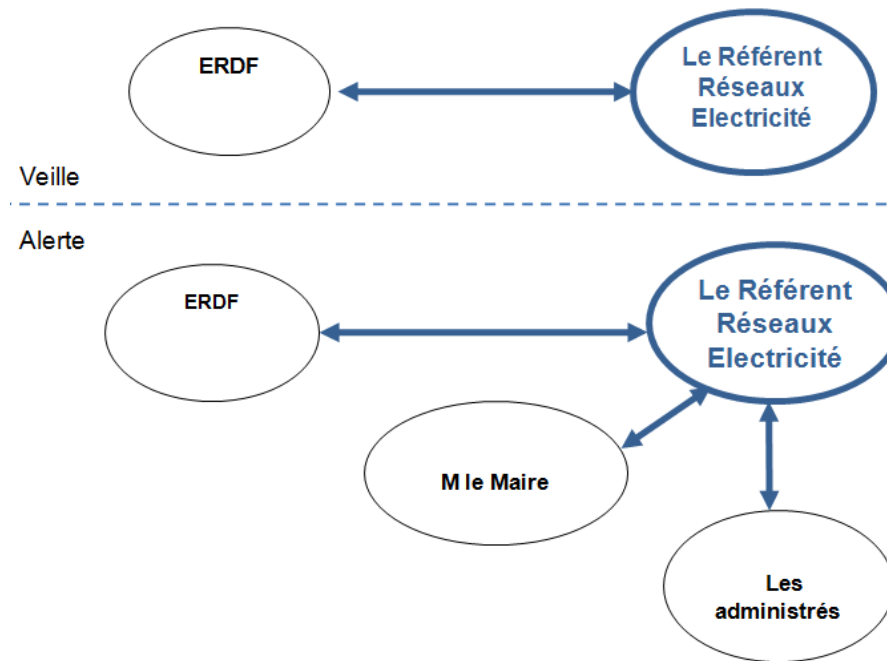 ERDF
Le Référent
Réseaux
Electricité
Veille
Alerte
ERDF
Le Référent
Réseaux
Electricité
M le Maire
Les
administrés